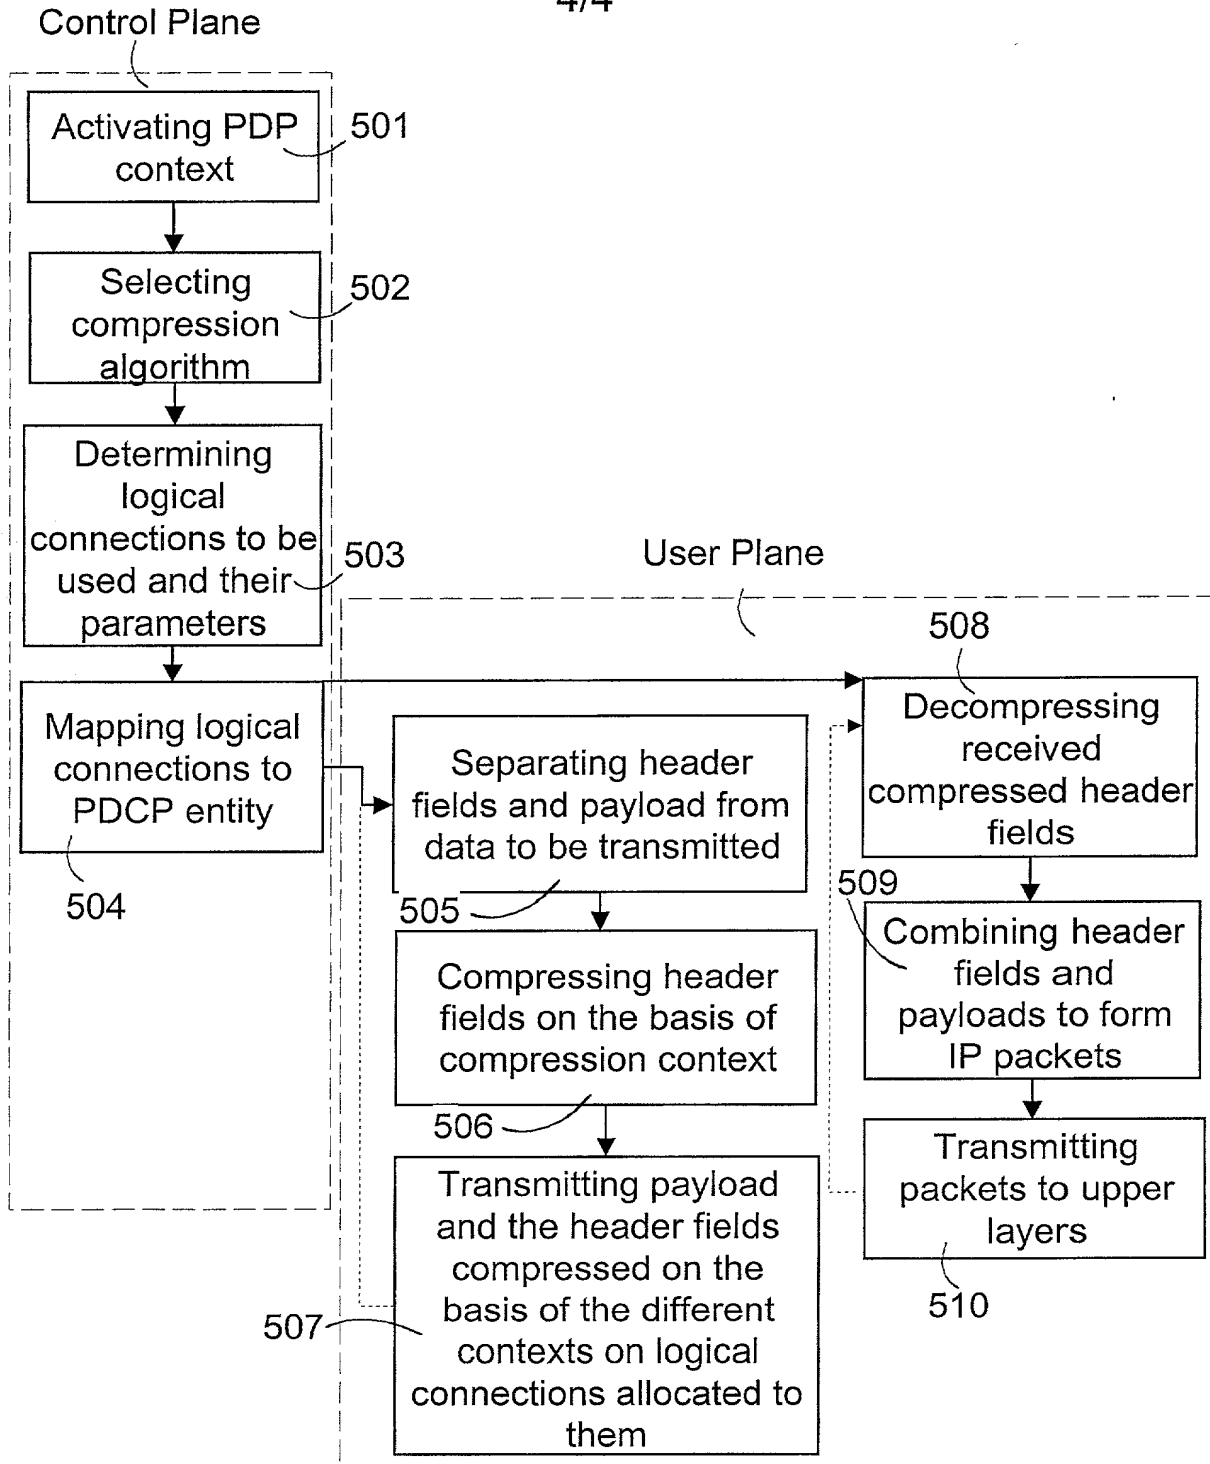 4/4
Control Plane
Activating PDP
context
501
Selecting
compression
algorithm
502
Determining
logical
connections to be
used and their
parameters
503
Mapping logical
connections to
PDCP entity
504
User Plane
Separating header
fields and payload from
data to be transmitted
505
Compressing header
fields on the basis of
compression context
506
Transmitting payload
and the header fields
compressed on the
basis of the different
contexts on logical
connections allocated to
them
507
508
Decompressing
received
compressed header
fields
509
Combining header
fields and
payloads to form
IP packets
Transmitting
packets to upper
layers
510